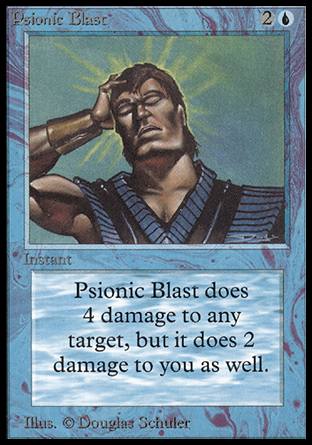 Psionic Blast 2
Instant
Psionic Blast does
4 damage to any
target, but it does 2
damage to you as well.
Illus. © Douglas Schuler